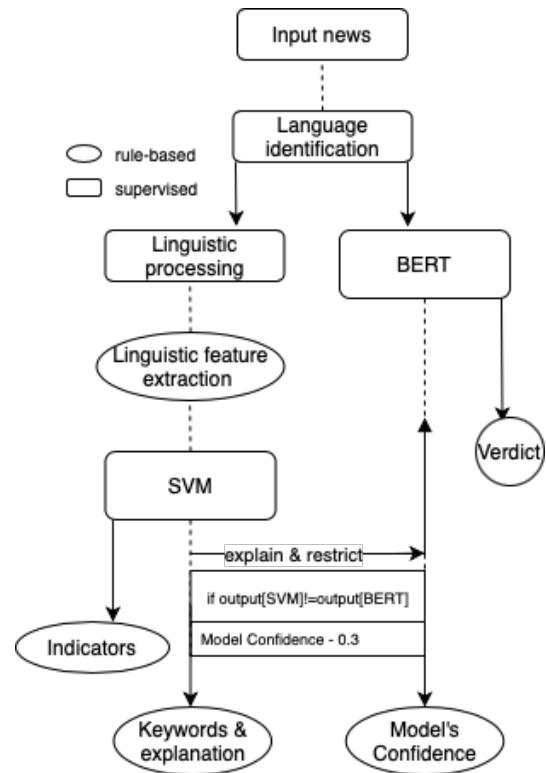 Input news
Language
identification
rule-based
supervised
Linguistic
processing
BERT
Linguistic feature
extraction
Verdict
SVM
explain & restrict
if output[SVM]!=output[BERT]
Model Confidence - 0.3
Indicators
Keywords &
explanation
Model's
Confidence